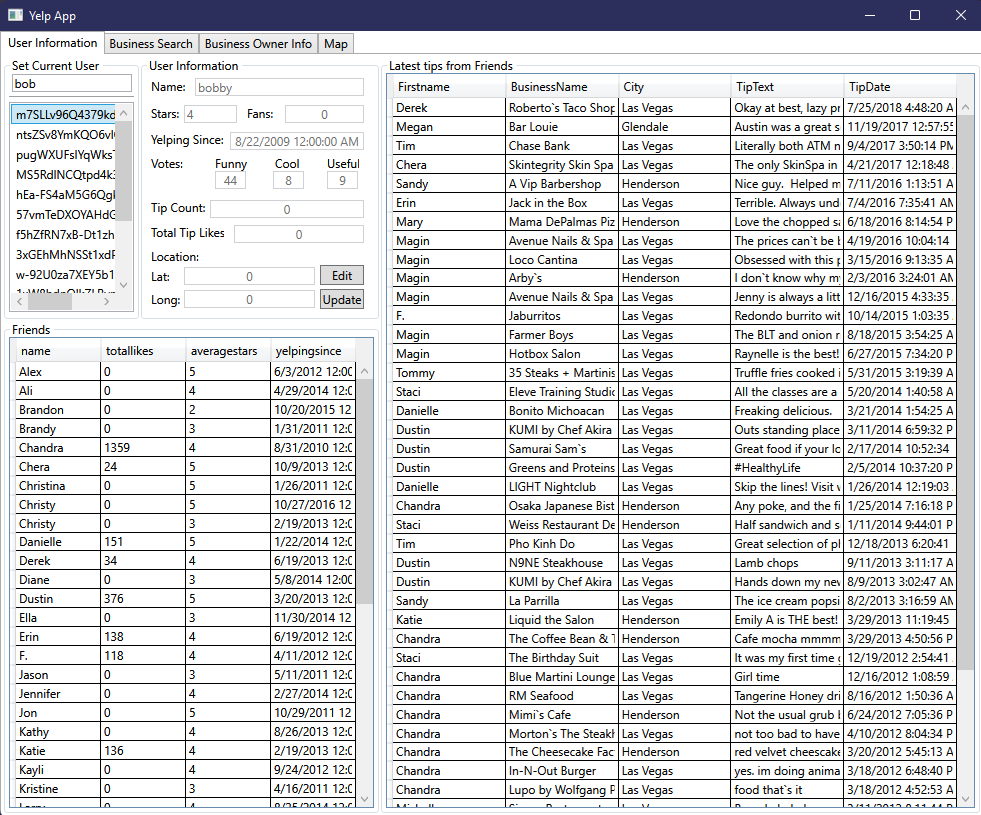 Yelp App
User Information Business Search Business Owner Info Map
Set Current User
bob
m7SLLv96Q4379kd
ntsZSv8YmKQO6vl
pugWXUFslYqWks
MS5RdINCQtpd4k
hEa-FS4aM5G6Qg
57vmTeDXOYAHdG
f5hZfRN7xB-Dt1zh
3xGEhMhNSSt1xdF
w-92U0za7XEY5b1
User Information
Name: bobby
Stars: 4 Fans: 0
Yelping Since: 8/22/2009 12:00:00 AM
Votes: Funny Cool Useful
44 8 9
Tip Count: 0
Total Tip Likes 0
Location:
Lat: 0 Edit
Long: 0 Update
Friends
name totallikes averagestars yelpingsince
Alex 0 5 6/3/2012 12:00
Ali 0 4 4/29/2014 12:0
Brandon 0 2 10/20/2015 12
Brandy 0 3 1/31/2011 12:0
Chandra 1359 4 8/31/2010 12:0
Chera 24 5 10/9/2013 12:0
Christina 0 5 1/26/2011 12:0
Christy 0 5 10/27/2016 12
Christy 0 3 2/19/2013 12:0
Danielle 151 5 1/22/2014 12:0
Derek 34 4 6/19/2013 12:0
Diane 0 3 5/8/2014 12:00
Dustin 376 5 3/20/2013 12:0
Ella 0 3 11/30/2014 12
Erin 138 4 6/19/2012 12:0
F. 118 4 4/11/2012 12:0
Jason 0 3 5/11/2011 12:0
Jennifer 0 4 2/27/2014 12:0
Jon 0 5 10/29/2011 12
Kathy 0 4 8/26/2013 12:0
Katie 136 4 2/19/2013 12:0
Kayli 0 4 9/24/2012 12:0
Kristine 0 3 4/16/2011 12:0
Latest tips from Friends
Firstname BusinessName City TipText TipDate
Derek Roberto`s Taco Shop Las Vegas Okay at best, lazy pr 7/25/2018 4:48:20 A
Megan Bar Louie Glendale Austin was a great s 11/19/2017 12:57:55
Tim Chase Bank Las Vegas Literally both ATM n 9/4/2017 3:50:14 PM
Chera Skintegrity Skin Spa Las Vegas The only SkinSpa in 4/21/2017 12:18:48
Sandy A Vip Barbershop Henderson Nice guy. Helped m 7/11/2016 1:13:51 A
Erin Jack in the Box Las Vegas Terrible. Always und 7/4/2016 7:35:41 AM
Mary Mama DePalmas Piz Henderson Love the chopped sa 6/18/2016 8:14:54 P
Magin Avenue Nails & Spa Las Vegas The prices can`t be b 4/19/2016 10:04:14
Magin Loco Cantina Las Vegas Obsessed with this p 3/15/2016 9:13:35 A
Magin Arby`s Henderson I don`t know why m 2/3/2016 3:24:01 AM
Magin Avenue Nails & Spa Las Vegas Jenny is always a litt 12/16/2015 4:33:35
F. Jaburritos Las Vegas Redondo burrito wit 10/14/2015 1:03:35
Magin Farmer Boys Las Vegas The BLT and onion r 8/18/2015 3:54:25 A
Magin Hotbox Salon Las Vegas Raynelle is the best! 6/27/2015 7:34:20 P
Tommy 35 Steaks + Martinis Las Vegas Truffle fries cooked i 5/31/2015 3:19:39 A
Staci Eleve Training Studio Las Vegas All the classes are a 5/20/2014 1:40:58 A
Danielle Bonito Michoacan Las Vegas Freaking delicious. 3/21/2014 1:54:25 A
Dustin KUMI by Chef Akira Las Vegas Outs standing place 3/11/2014 6:59:32 P
Dustin Samurai Sam`s Las Vegas Great food if your lo 2/17/2014 10:52:34
Dustin Greens and Proteins Las Vegas #HealthyLife 2/5/2014 10:37:20 P
Danielle LIGHT Nightclub Las Vegas Skip the lines! Visit 1/26/2014 12:19:03
Chandra Osaka Japanese Bist Henderson Any poke, and the fi 1/25/2014 7:16:18 P
Staci Weiss Restaurant De Henderson Half sandwich and s 1/11/2014 9:44:01 P
Tim Pho Kinh Do Las Vegas Great selection of pl 12/18/2013 6:20:41
Dustin N9NE Steakhouse Las Vegas Lamb chops 9/11/2013 3:11:17 A
Dustin KUMI by Chef Akira Las Vegas Hands down my new 8/9/2013 3:02:47 AM
Sandy La Parrilla Las Vegas The ice cream popsi 8/2/2013 3:16:59 AM
Katie Liquid the Salon Henderson Emily A is THE best! 3/29/2013 11:19:45
Chandra The Coffee Bean & T Henderson Cafe mocha mmmm 3/29/2013 4:50:56 P
Staci The Birthday Suit Las Vegas It was my first time 12/19/2012 2:54:41
Chandra Blue Martini Lounge Las Vegas Girl time 12/16/2012 1:08:59
Chandra RM Seafood Las Vegas Tangerine Honey dri 8/16/2012 1:50:36 A
Chandra Mimi`s Cafe Henderson Not the usual grub b 6/24/2012 7:05:36 P
Chandra Morton`s The Steakh Las Vegas not too bad to have 4/10/2012 8:04:34 P
Chandra The Cheesecake Fac Henderson red velvet cheescake 3/20/2012 5:45:13 A
Chandra In-N-Out Burger Las Vegas yes. im doing anima 3/18/2012 6:48:40 P
Chandra Lupo by Wolfgang P Las Vegas food that`s it 3/18/2012 4:52:53 A